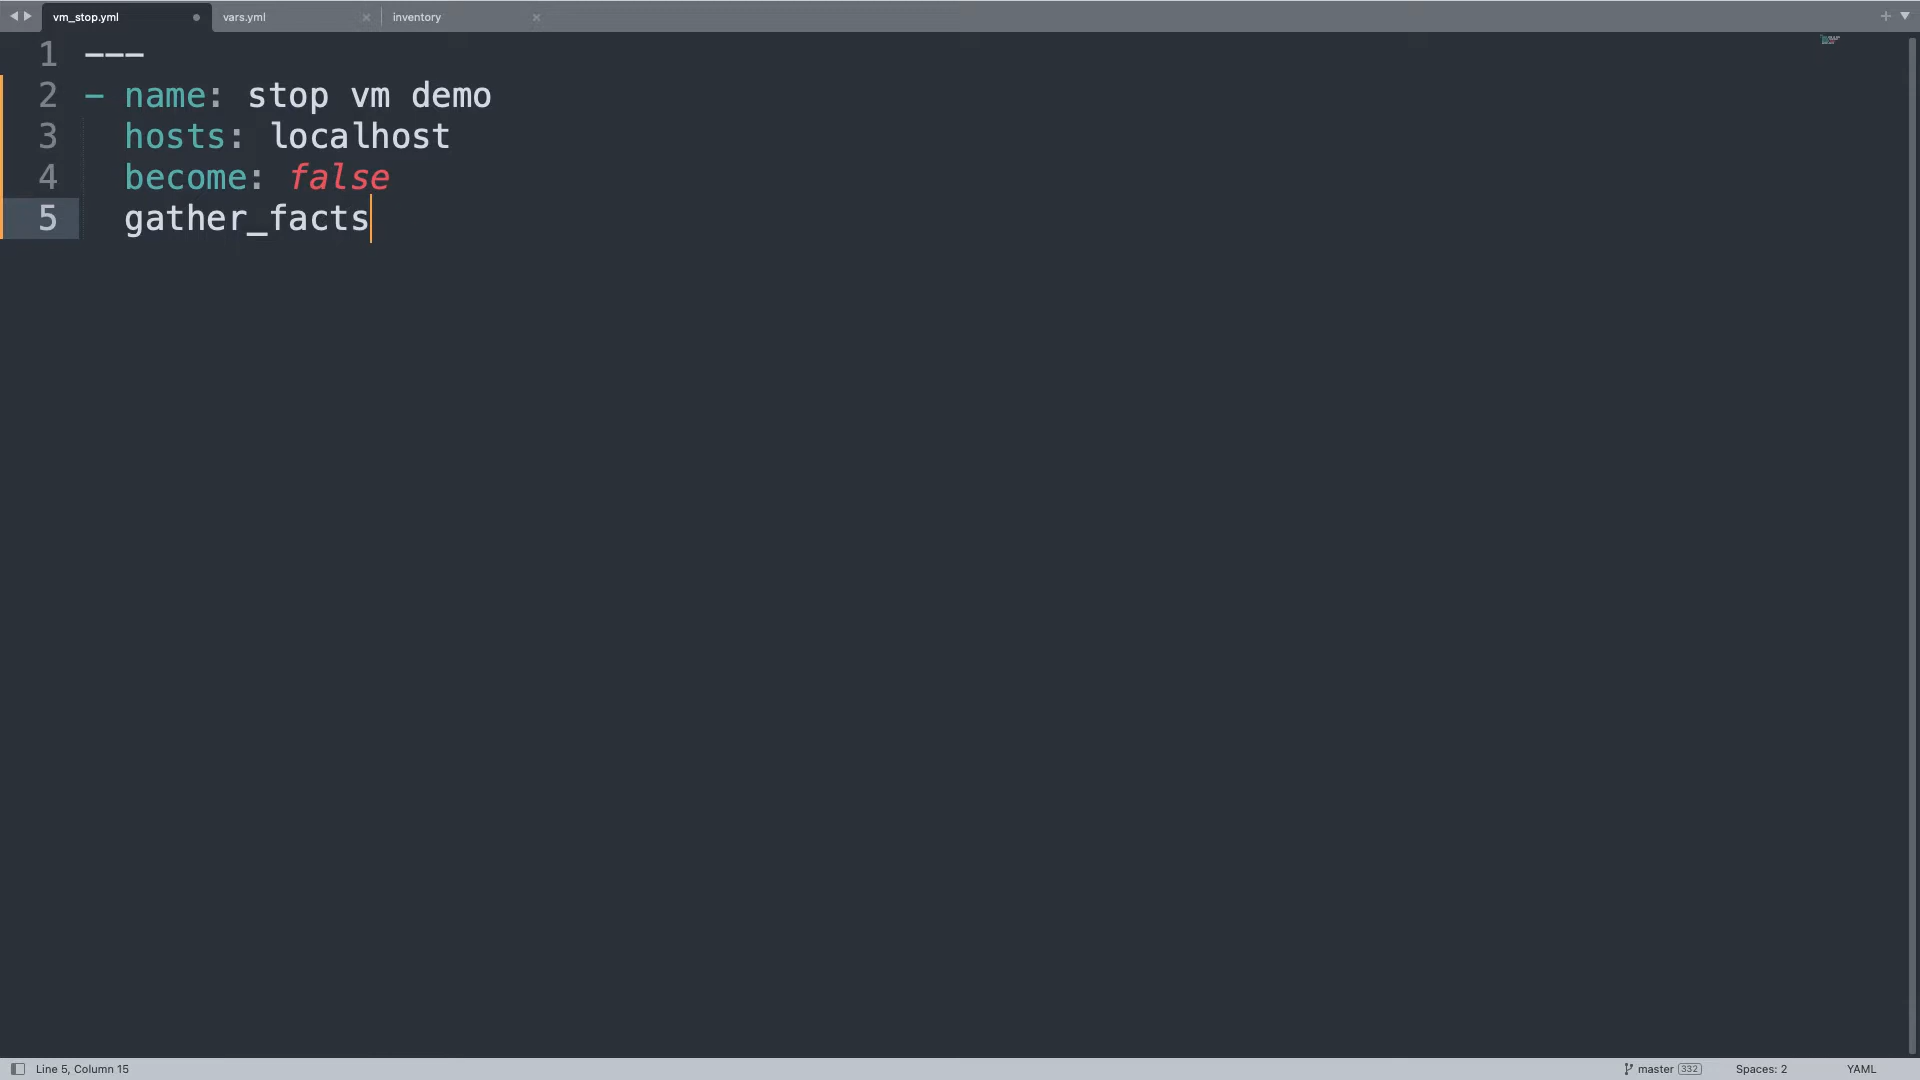 vm_stop.yml vars.yml inventory
1 ---
2 - name: stop vm demo
3 hosts: localhost
4 become: false
5 gather_facts
Line 5, Column 15 master 332 Spaces: 2 YAML